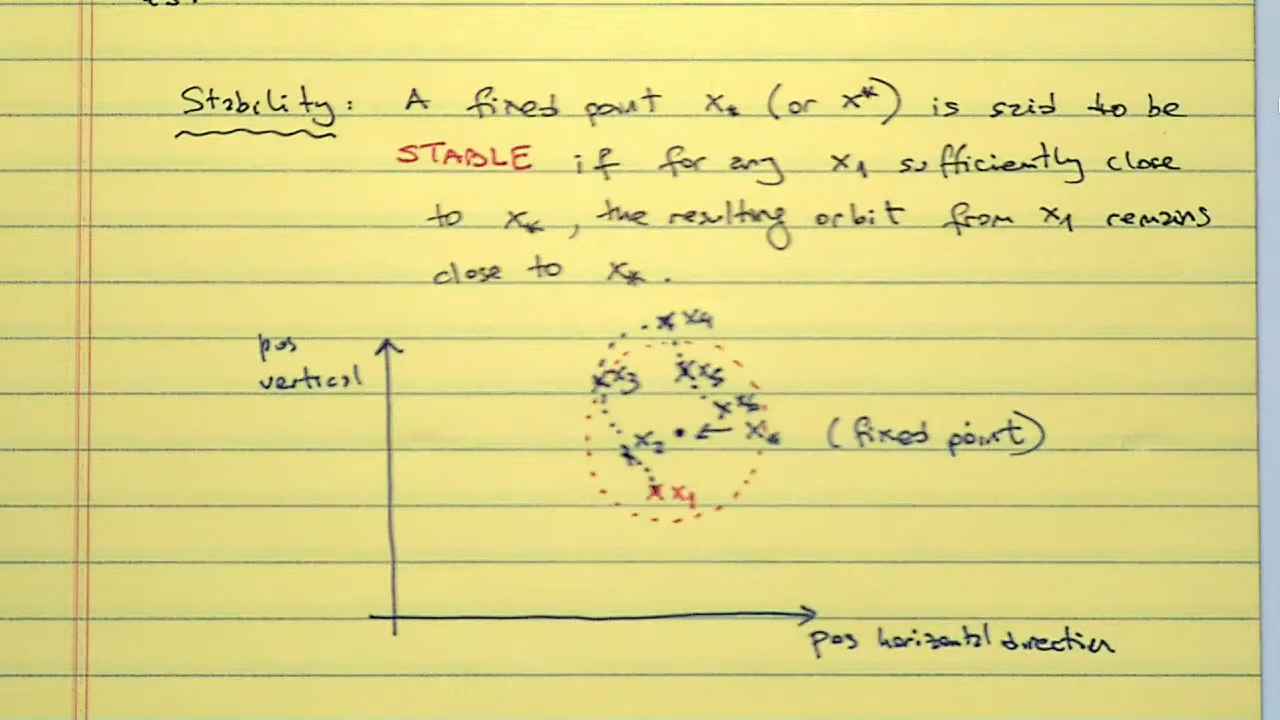 Stability: A fixed point x* (or x*) is said to be
STABLE if for any x1 sufficiently close
to x*, the resulting orbit from x1 remains
close to x*.
pos
vertical
x4
x3
x5
x6
x2
x*
(fixed point)
x1
pos horizontal direction